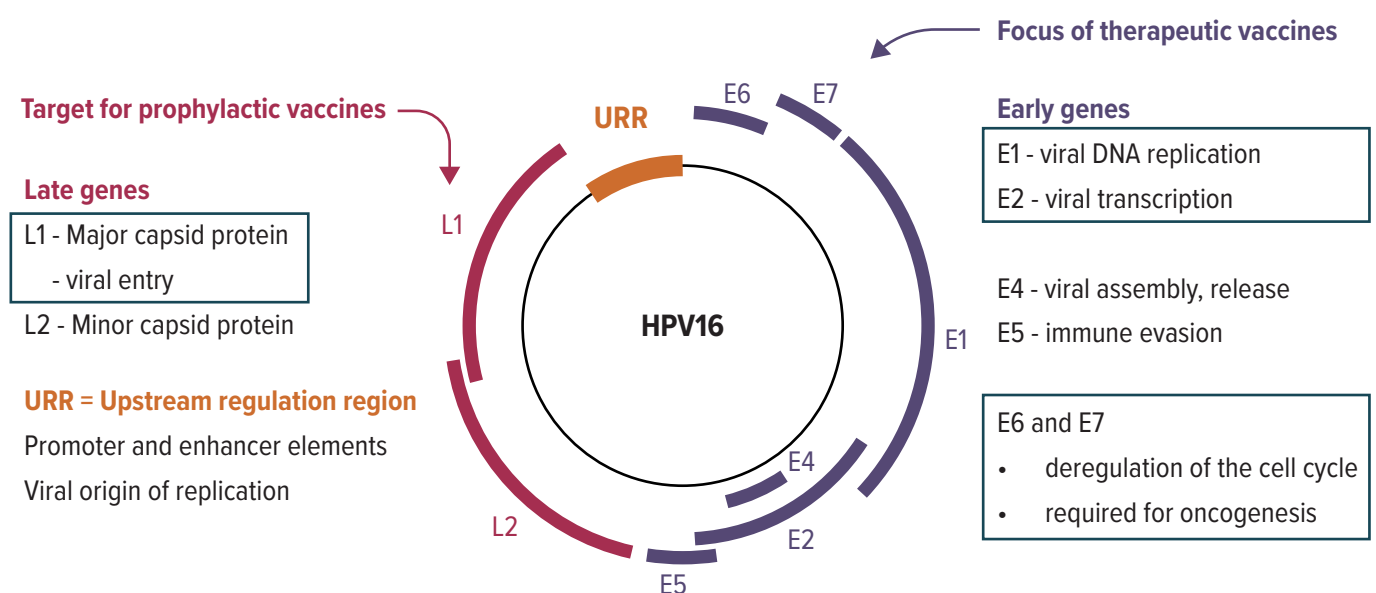 Target for prophylactic vaccines
Late genes
L1 - Major capsid protein
- viral entry
L2 - Minor capsid protein
URR = Upstream regulation region
Promoter and enhancer elements
Viral origin of replication
URR
E6
E7
L1
HPV16
E1
E4
E2
L2
E5
Focus of therapeutic vaccines
Early genes
E1 - viral DNA replication
E2 - viral transcription
E4 - viral assembly, release
E5 - immune evasion
E6 and E7
• deregulation of the cell cycle
• required for oncogenesis